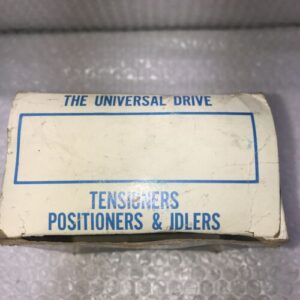 THE UNIVERSAL DRIVE
TENSIONERS
POSITIONERS & IDLERS